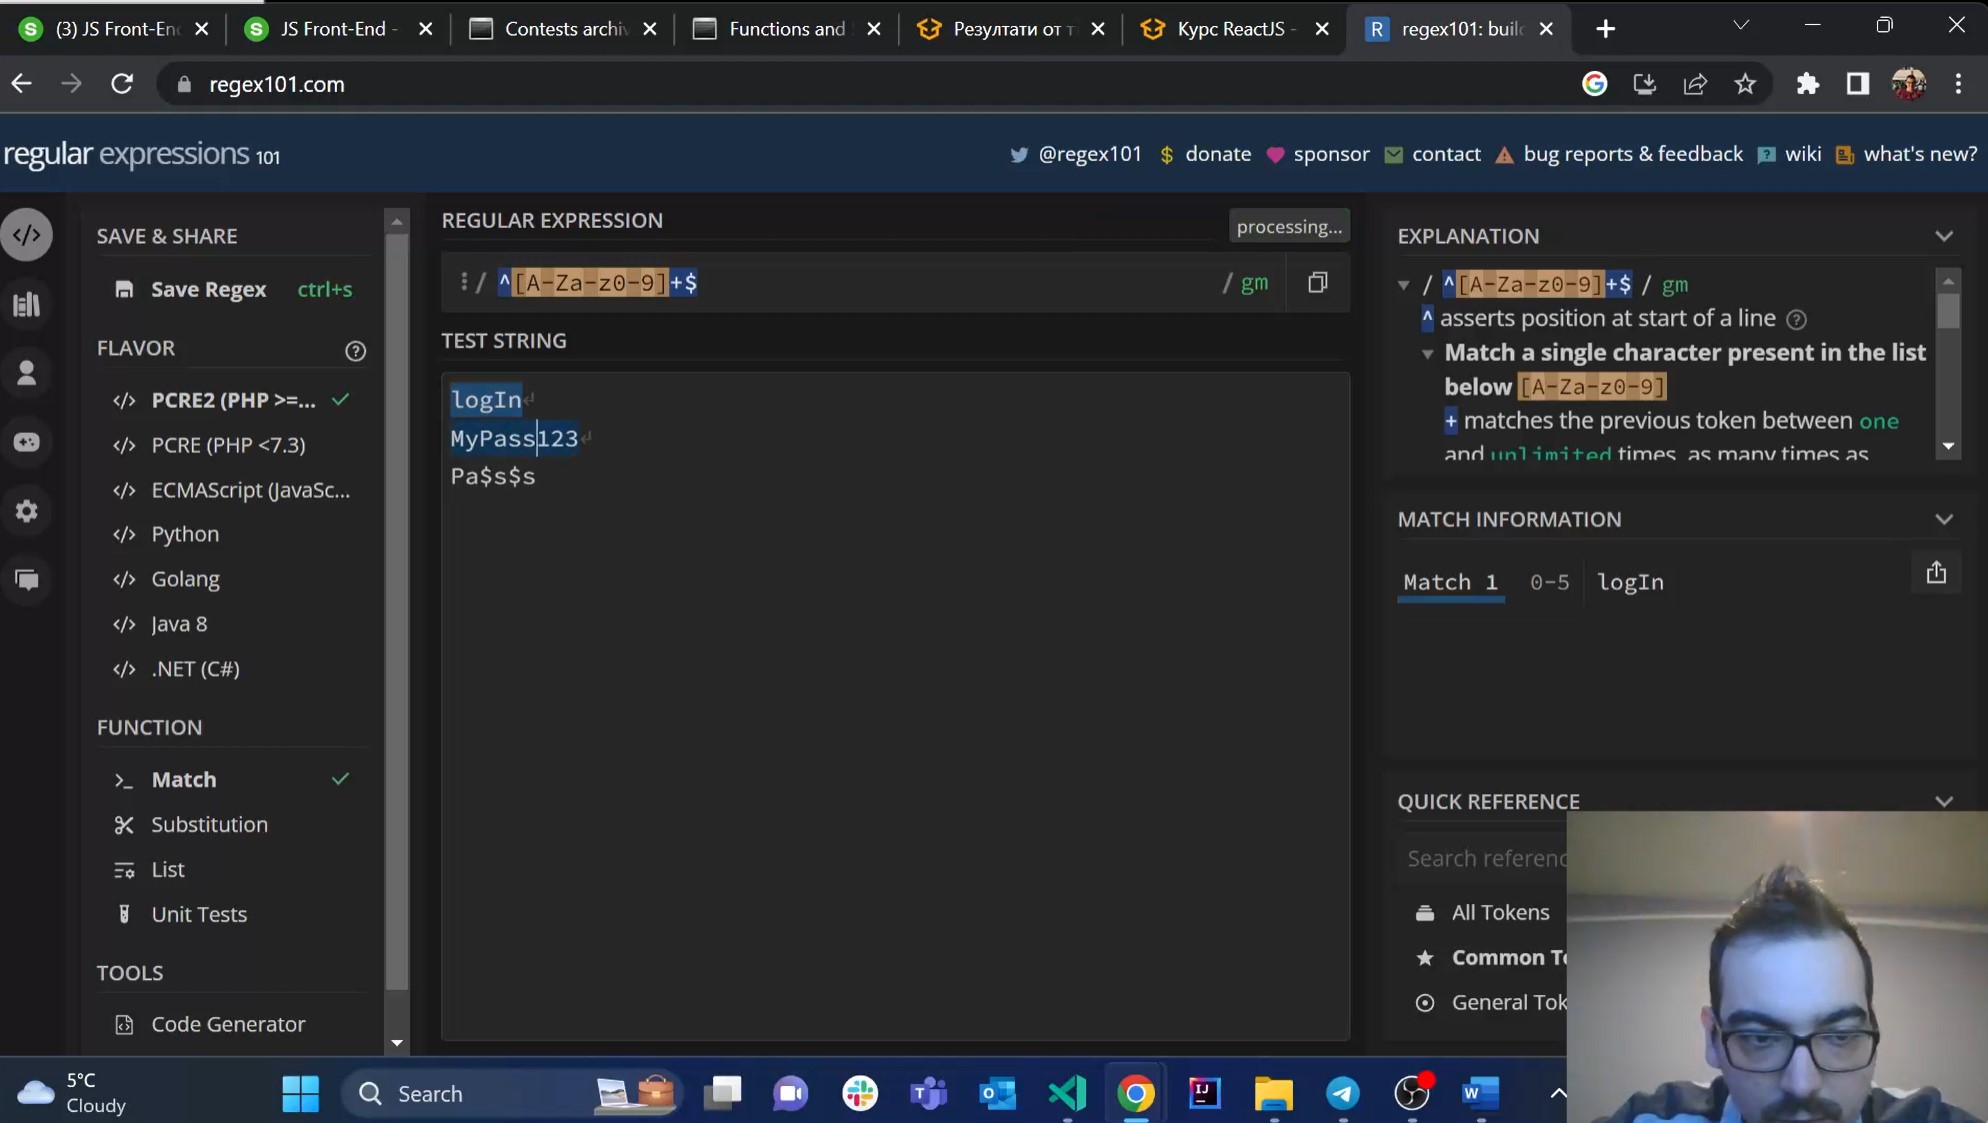 (3) JS Front-En
JS Front-End -
Contests archiv
Functions and
Резултати от т
Курс ReactJS -
regex101: buil
regex101.com
regular expressions 101
@regex101
$ donate
sponsor
contact
bug reports & feedback
wiki
what's new?
SAVE & SHARE
Save Regex ctrl+s
FLAVOR
PCRE2 (PHP >=...
PCRE (PHP <7.3)
ECMAScript (JavaSc...
Python
Golang
Java 8
.NET (C#)
FUNCTION
Match
Substitution
List
Unit Tests
TOOLS
Code Generator
REGULAR EXPRESSION
processing...
/ ^[A-Za-z0-9]+$ / gm
TEST STRING
logIn
MyPass123
Pa$s$s
EXPLANATION
/ ^[A-Za-z0-9]+$ / gm
^ asserts position at start of a line
Match a single character present in the list
below [A-Za-z0-9]
+ matches the previous token between one
and unlimited times, as many times as
MATCH INFORMATION
Match 1 0-5 logIn
QUICK REFERENCE
Search referenc
All Tokens
Common To
General Tok
5°C
Cloudy
Search